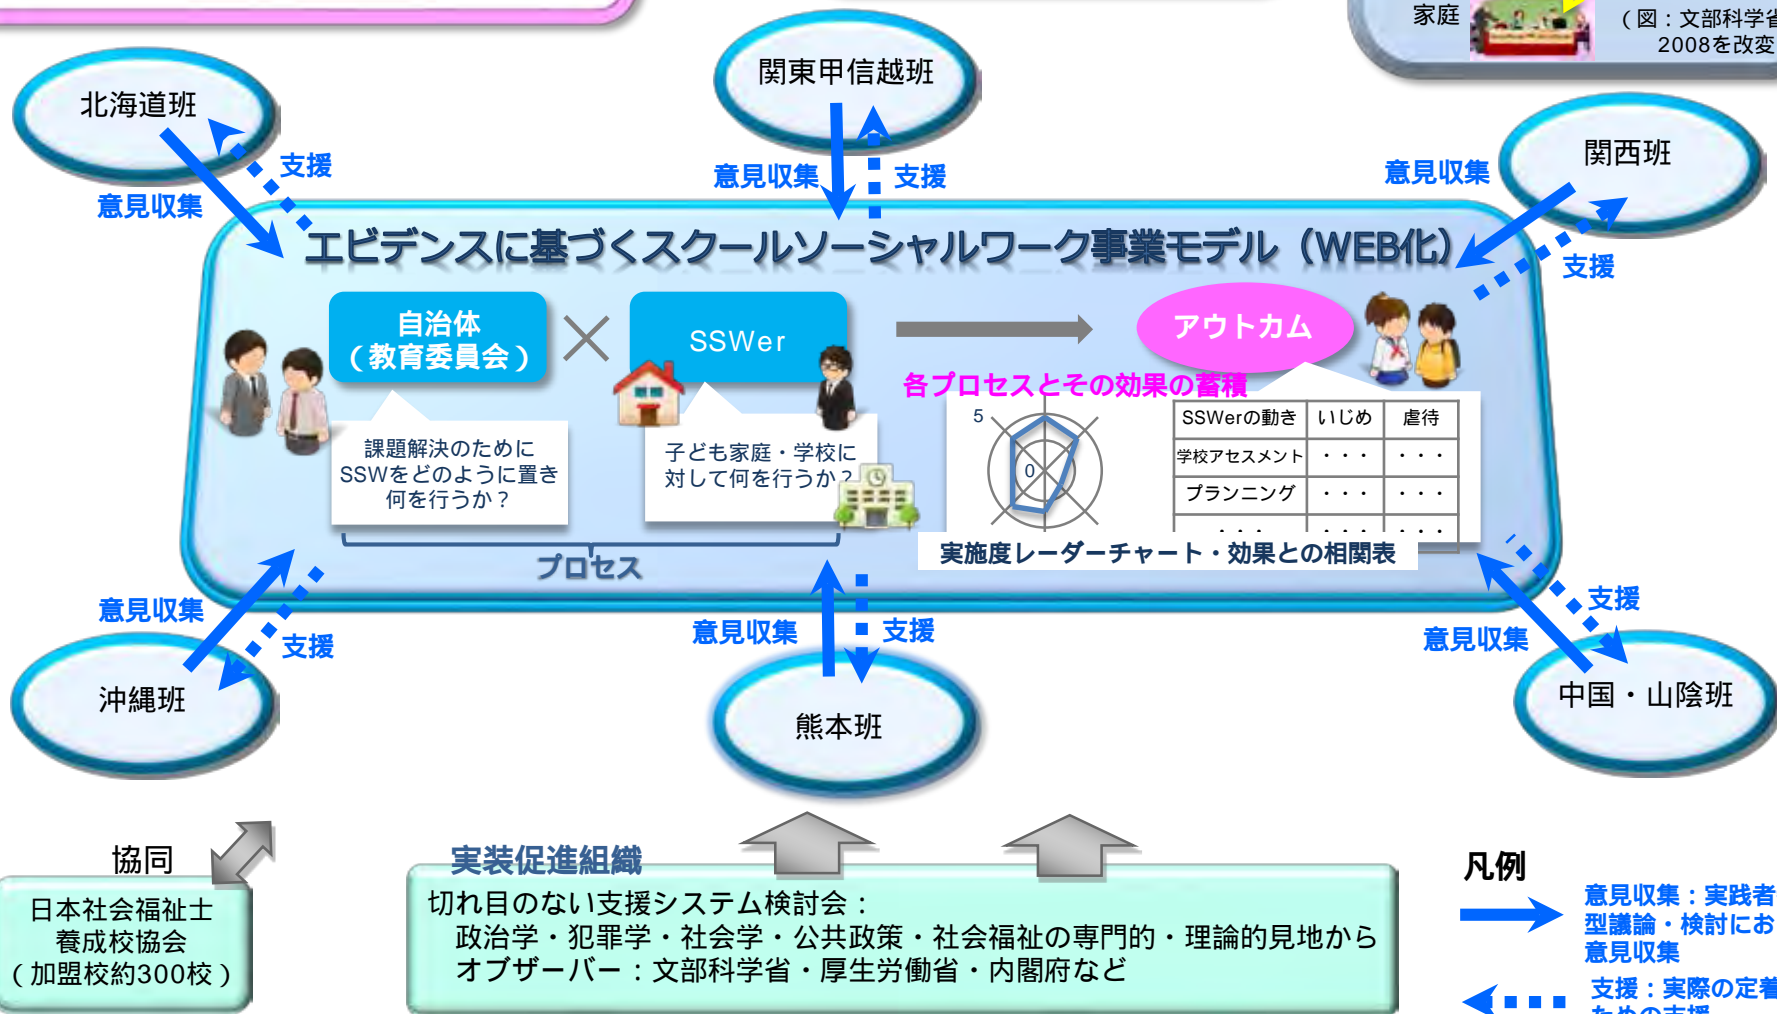 家庭
（図：文部科学省
2008を改変
関東甲信越班
北海道班
関西班
意見収集
支援
意見収集
支援
意見収集
支援
エビデンスに基づくスクールソーシャルワーク事業モデル（WEB化）
自治体
（教育委員会）
SSWer
アウトカム
各プロセスとその効果の蓄積
課題解決のために
SSWをどのように置き
何を行うか？
子ども家庭・学校に
対して何を行うか？
5
0
SSWerの動き いじめ 虐待
学校アセスメント ・・・ ・・・
プランニング ・・・ ・・・
・・・ ・・・ ・・・
実施度レーダーチャート・効果との相関表
プロセス
意見収集
支援
意見収集
支援
意見収集
支援
沖縄班
熊本班
中国・山陰班
協同
日本社会福祉士
養成校協会
（加盟校約300校）
実装促進組織
切れ目のない支援システム検討会：
政治学・犯罪学・社会学・公共政策・社会福祉の専門的・理論的見地から
オブザーバー：文部科学省・厚生労働省・内閣府など
凡例
意見収集：実践者
型議論・検討にお
意見収集
支援：実際の定着
ための支援